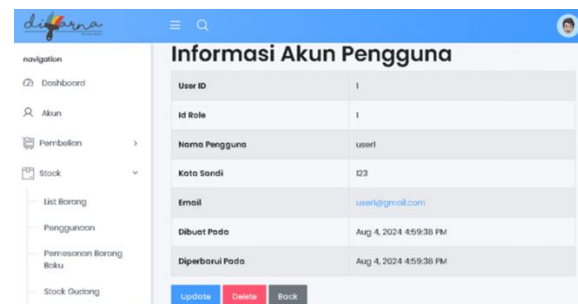 difarna
navigation
Dashboard
Akun
Pembelian
Stock
List Barang
Penggunaan
Pemesanan Barang
Baku
Stock Gudang
Informasi Akun Pengguna
User ID 1
Id Role 1
Nama Pengguna user1
Kata Sandi 123
Email user1@gmail.com
Dibuat Pada Aug 4, 2024 4:59:38 PM
Diperbarui Pada Aug 4, 2024 4:59:38 PM
Update Delete Back